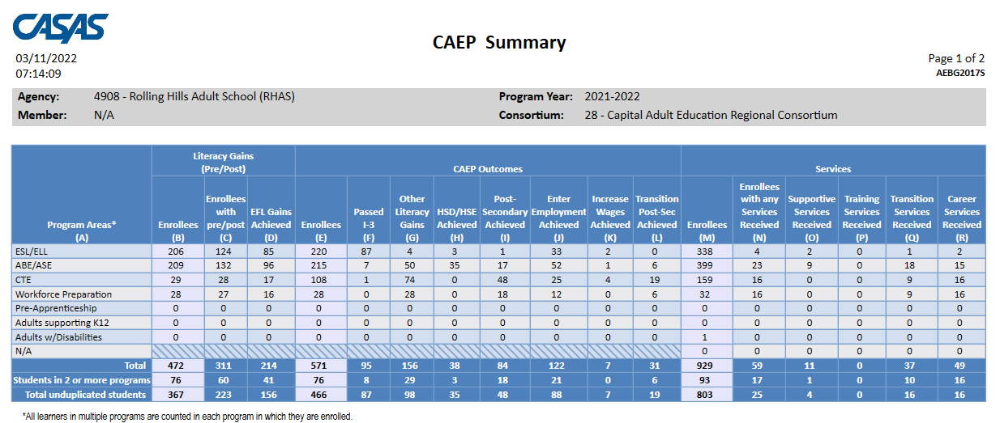 CASAS
CAEP Summary
03/11/2022
07:14:09
Page 1 of 2
AEBG2017S
Agency: 4908 - Rolling Hills Adult School (RHAS) Program Year: 2021-2022
Member: N/A Consortium: 28 - Capital Adult Education Regional Consortium
Literacy Gains
(Pre/Post)
CAEP Outcomes
Services
Program Areas*
(A)
Enrollees
(B)
Enrollees
with
pre/post
(C)
EFL Gains
Achieved
(D)
Enrollees
(E)
Passed
I-3
(F)
Other
Literacy
Gains
(G)
HSD/HSE
Achieved
(H)
Post-
Secondary
Achieved
(I)
Enter
Employment
Achieved
(J)
Increase
Wages
Achieved
(K)
Transition
Post-Sec
Achieved
(L)
Enrollees
(M)
Enrollees
with any
Services
Received
(N)
Supportive
Services
Received
(O)
Training
Services
Received
(P)
Transition
Services
Received
(Q)
Career
Services
Received
(R)
ESL/ELL 206 124 85 220 87 4 3 1 33 2 0 338 4 2 0 1 2
ABE/ASE 209 132 96 215 7 50 35 17 52 1 6 399 23 9 0 18 15
CTE 29 28 17 108 1 74 0 48 25 4 19 159 16 0 0 9 16
Workforce Preparation 28 27 16 28 0 28 0 18 12 0 6 32 16 0 0 9 16
Pre-Apprenticeship 0 0 0 0 0 0 0 0 0 0 0 0 0 0 0 0 0
Adults supporting K12 0 0 0 0 0 0 0 0 0 0 0 0 0 0 0 0 0
Adults w/Disabilities 0 0 0 0 0 0 0 0 0 0 0 1 0 0 0 0 0
N/A 0 0 0 0 0 0
Total 472 311 214 571 95 156 38 84 122 7 31 929 59 11 0 37 49
Students in 2 or more programs 76 60 41 76 8 29 3 18 21 0 6 93 17 1 0 10 16
Total unduplicated students 367 223 156 466 87 98 35 48 88 7 19 803 25 4 0 16 16
*All learners in multiple programs are counted in each program in which they are enrolled.